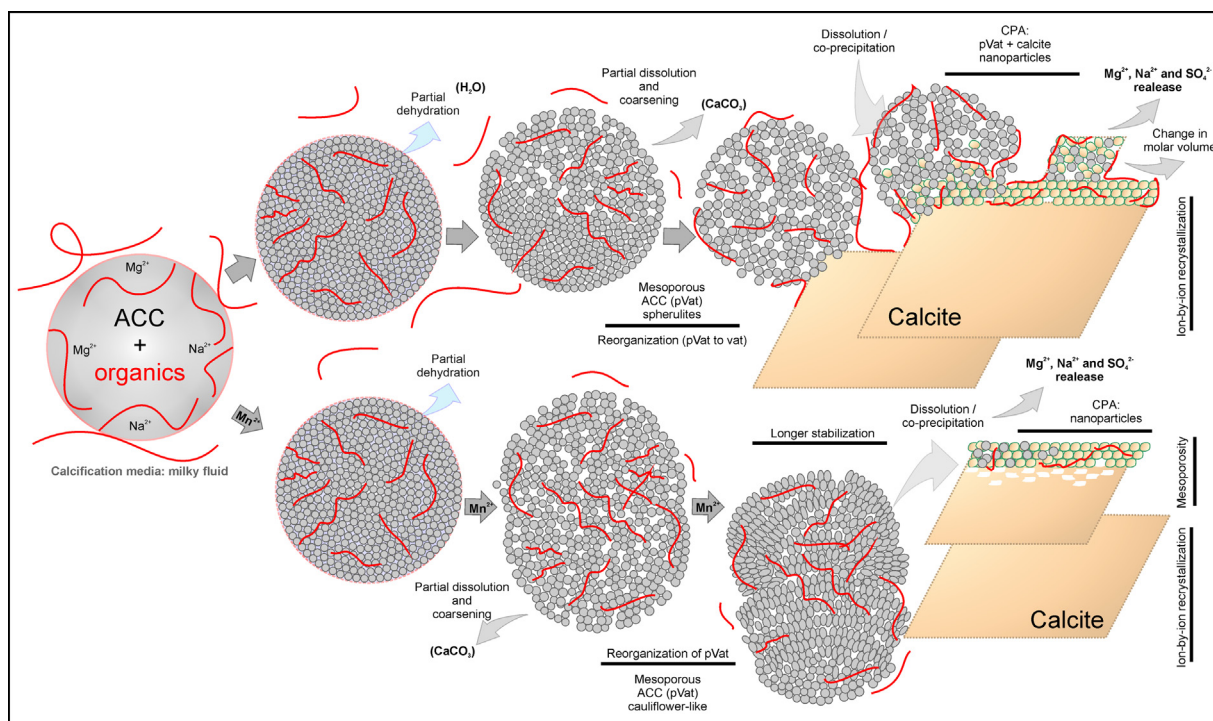 Mg²⁺
ACC
+
organics
Mg²⁺
Na²⁺
Na²⁺
Calcification media: milky fluid
Partial
dehydration
(H₂O)
Partial dissolution
and
coarsening
(CaCO₃)
Mesoporous
ACC (pVat)
spherulites
Reorganization (pVat to vat)
Dissolution /
co-precipitation
CPA:
pVat + calcite
nanoparticles
Mg²⁺, Na²⁺ and SO₄²⁻
realease
Change in
molar volume
Calcite
Ion-by-ion recrystallization
Mn²⁺
Partial
dehydration
Mn²⁺
Partial dissolution
and
coarsening
(CaCO₃)
Mn²⁺
Longer stabilization
Reorganization of pVat
Mesoporous
ACC (pVat)
cauliflower-like
Dissolution /
co-precipitation
Mg²⁺, Na²⁺ and SO₄²⁻
realease
CPA:
nanoparticles
Mesoporosity
Calcite
Ion-by-ion recrystallization